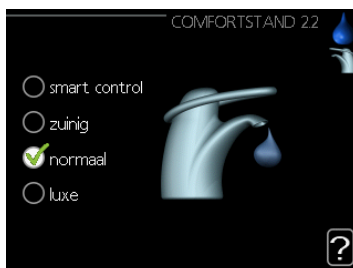 COMFORTSTAND 2.2
smart control
zuinig
normaal
luxe
?